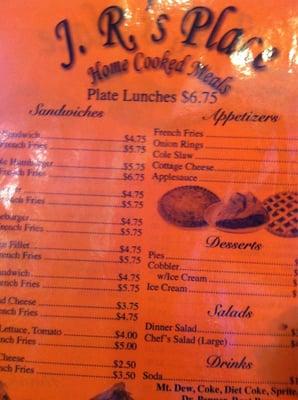 J. R.'s Place
Home Cooked Meals
Plate Lunches $6.75
Sandwiches
Sandwich $4.75
French Fries $5.75
Hamburger $5.75
French Fries $6.75
$4.75
French Fries $5.75
$4.75
French Fries $5.75
Fillet $4.75
French Fries $5.75
Sandwich $4.75
French Fries $5.75
Cheese $3.75
French Fries $4.75
Lettuce, Tomato $4.00
French Fries $5.00
Cheese $2.50
French Fries $3.50
Appetizers
French Fries
Onion Rings
Cole Slaw
Cottage Cheese
Applesauce
Desserts
Pies
Cobbler
w/Ice Cream
Ice Cream
Salads
Dinner Salad
Chef's Salad (Large)
Drinks
Soda
Mt. Dew, Coke, Diet Coke, Sprite